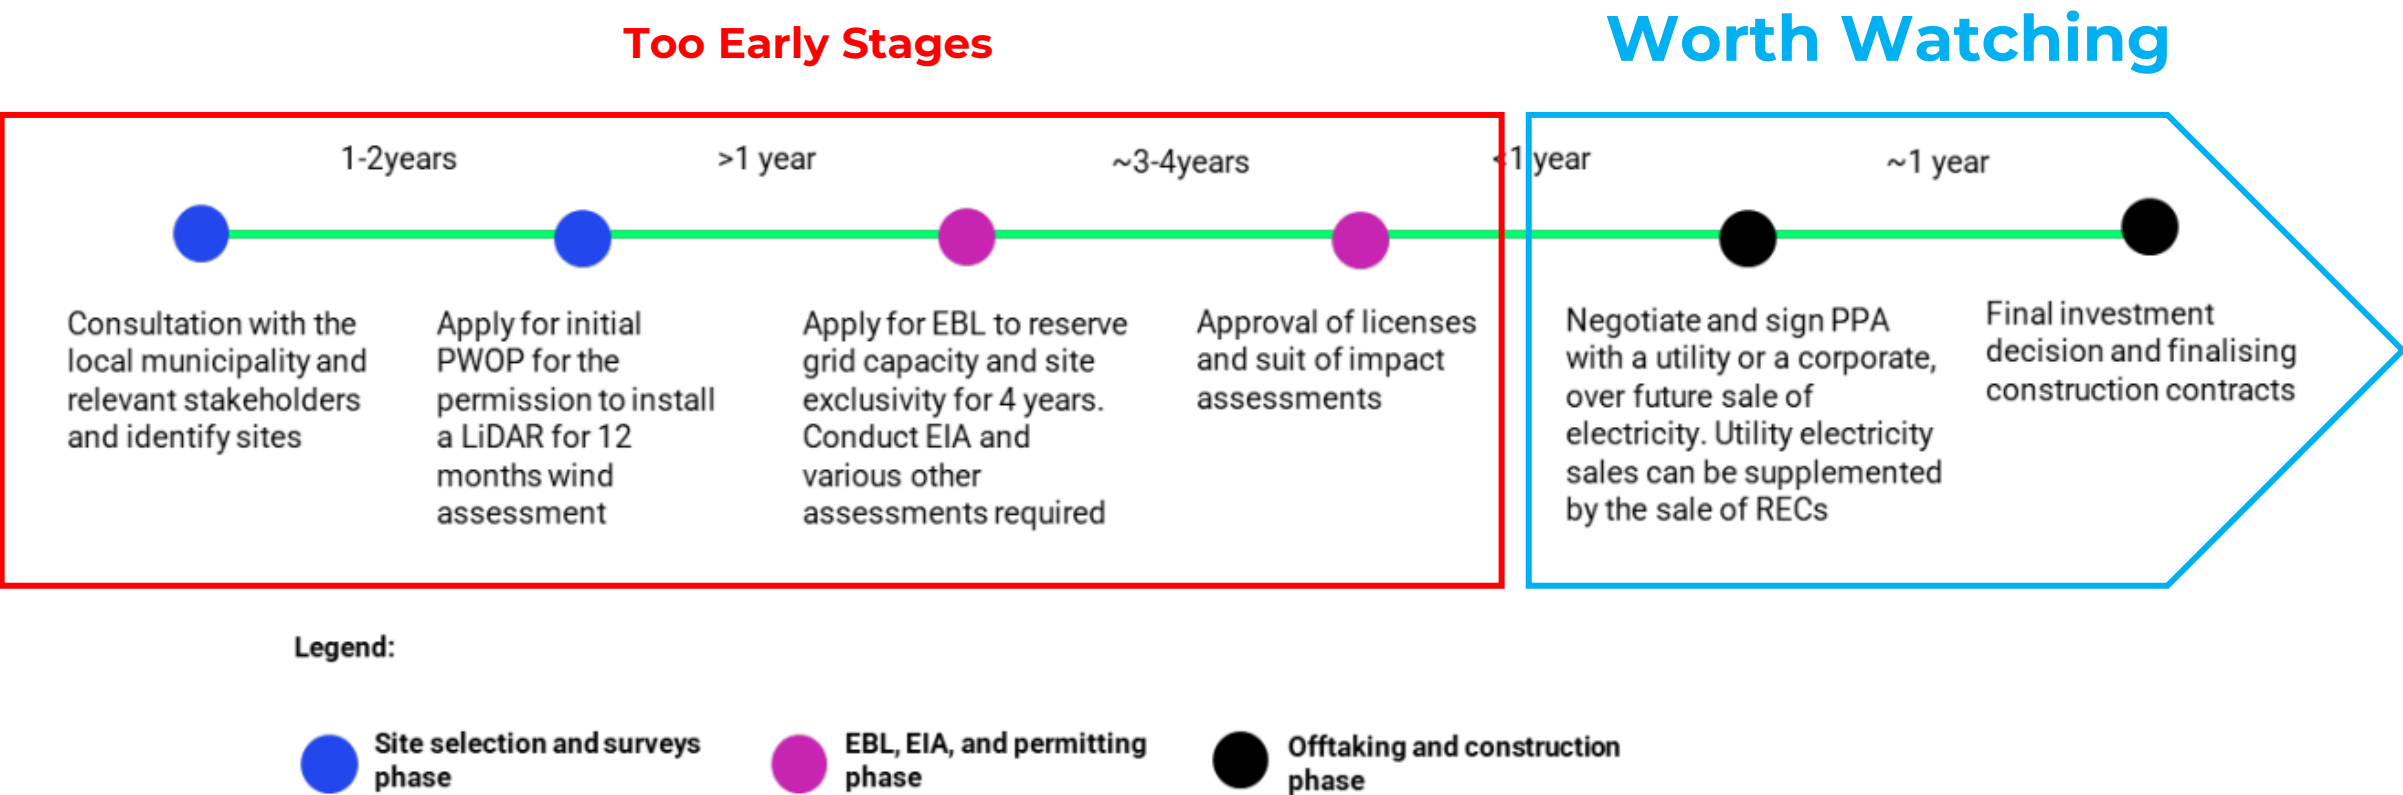 Too Early Stages
Worth Watching
1-2years
>1 year
~3-4years
<1 year
~1 year
Consultation with the
local municipality and
relevant stakeholders
and identify sites
Apply for initial
PWOP for the
permission to install
a LiDAR for 12
months wind
assessment
Apply for EBL to reserve
grid capacity and site
exclusivity for 4 years.
Conduct EIA and
various other
assessments required
Approval of licenses
and suit of impact
assessments
Negotiate and sign PPA
with a utility or a corporate,
over future sale of
electricity. Utility electricity
sales can be supplemented
by the sale of RECs
Final investment
decision and finalising
construction contracts
Legend:
Site selection and surveys
phase
EBL, EIA, and permitting
phase
Offtaking and construction
phase